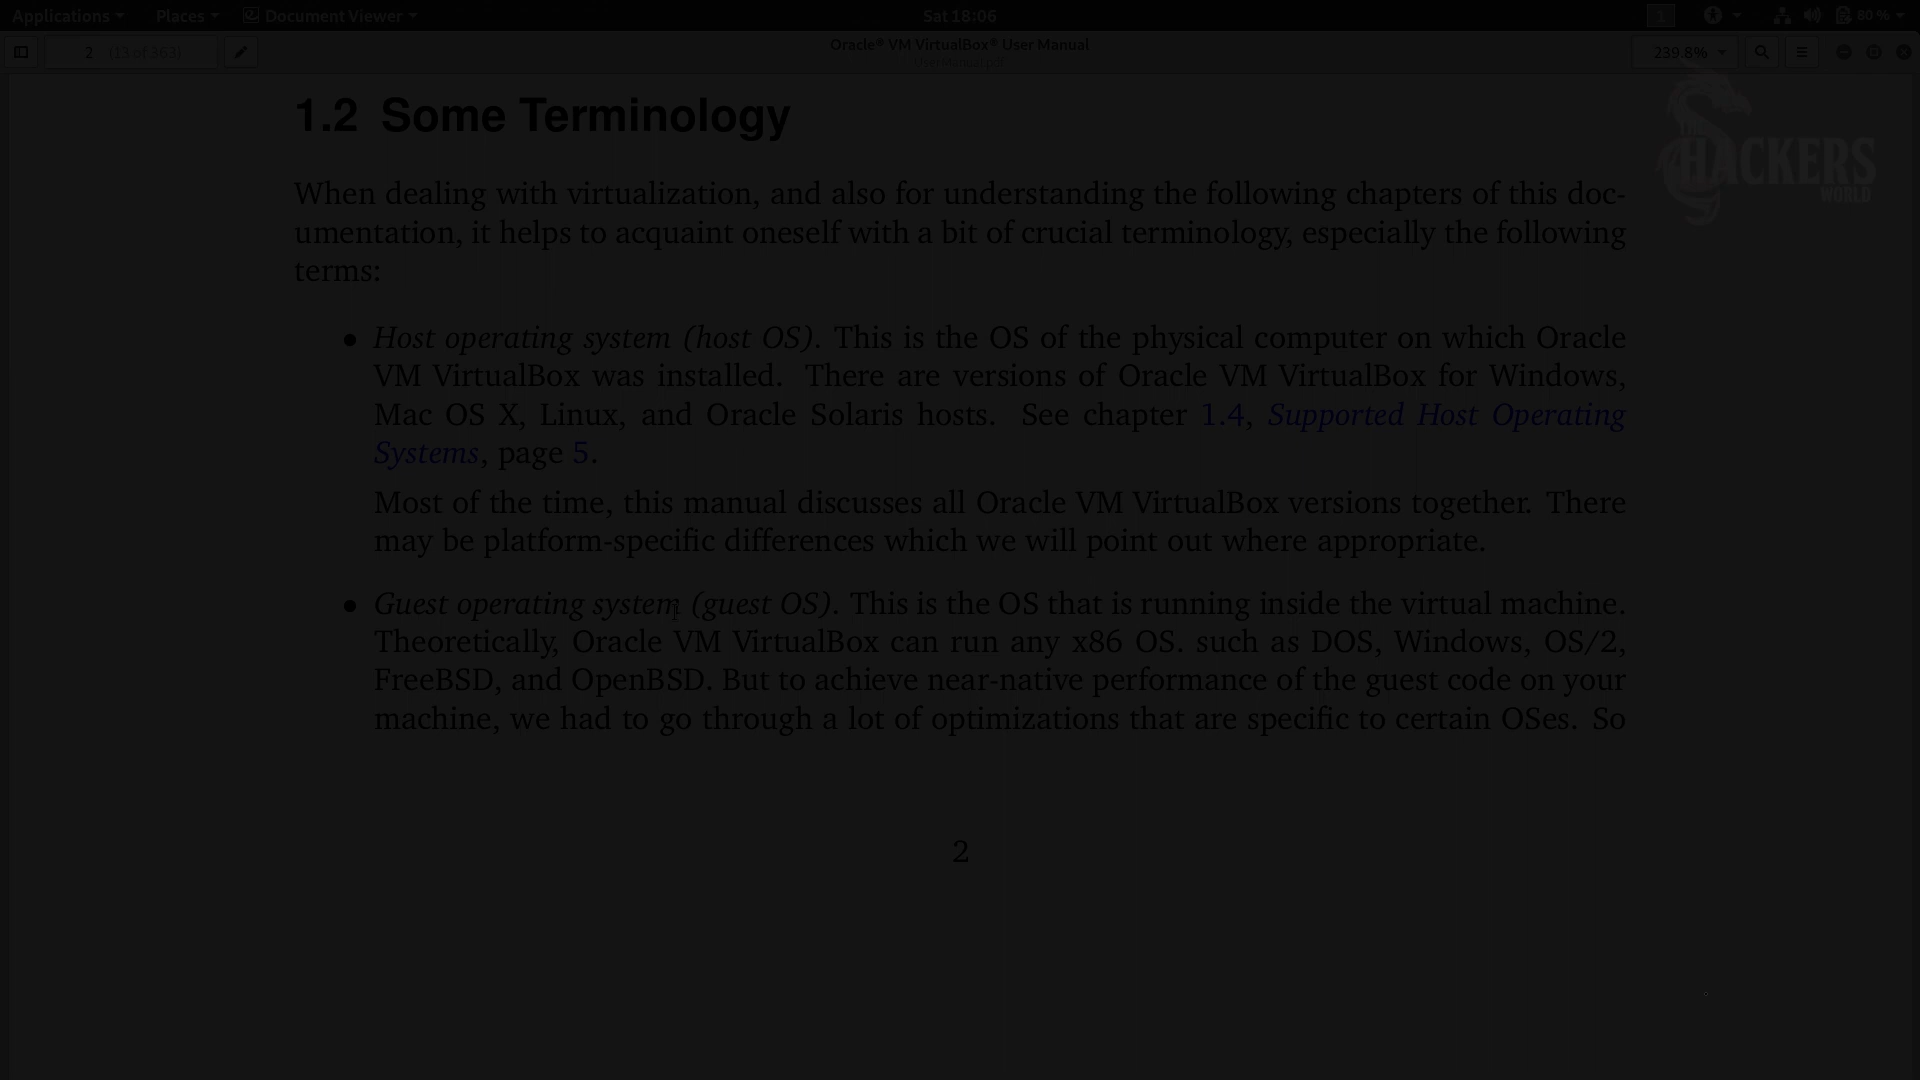 Applications Places Document Viewer Sat 18:06 1 80 %
2 (13 of 363) Oracle® VM VirtualBox® User Manual 239.8%
UserManual.pdf
1.2 Some Terminology
THE
HACKERS
WORLD
When dealing with virtualization, and also for understanding the following chapters of this doc-
umentation, it helps to acquaint oneself with a bit of crucial terminology, especially the following
terms:
• Host operating system (host OS). This is the OS of the physical computer on which Oracle
VM VirtualBox was installed. There are versions of Oracle VM VirtualBox for Windows,
Mac OS X, Linux, and Oracle Solaris hosts. See chapter 1.4, Supported Host Operating
Systems, page 5.
Most of the time, this manual discusses all Oracle VM VirtualBox versions together. There
may be platform-specific differences which we will point out where appropriate.
• Guest operating system (guest OS). This is the OS that is running inside the virtual machine.
Theoretically, Oracle VM VirtualBox can run any x86 OS. such as DOS, Windows, OS/2,
FreeBSD, and OpenBSD. But to achieve near-native performance of the guest code on your
machine, we had to go through a lot of optimizations that are specific to certain OSes. So
2